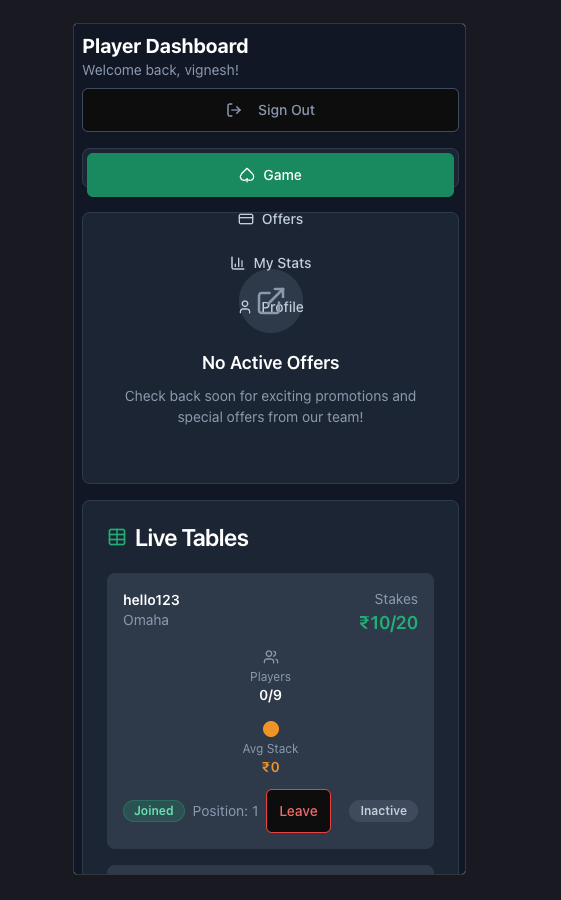 Player Dashboard
Welcome back, vignesh!
Sign Out
Game
Offers
My Stats
Profile
No Active Offers
Check back soon for exciting promotions and
special offers from our team!
Live Tables
hello123
Stakes
Omaha
₹10/20
Players
0/9
Avg Stack
₹0
Joined Position: 1 Leave Inactive